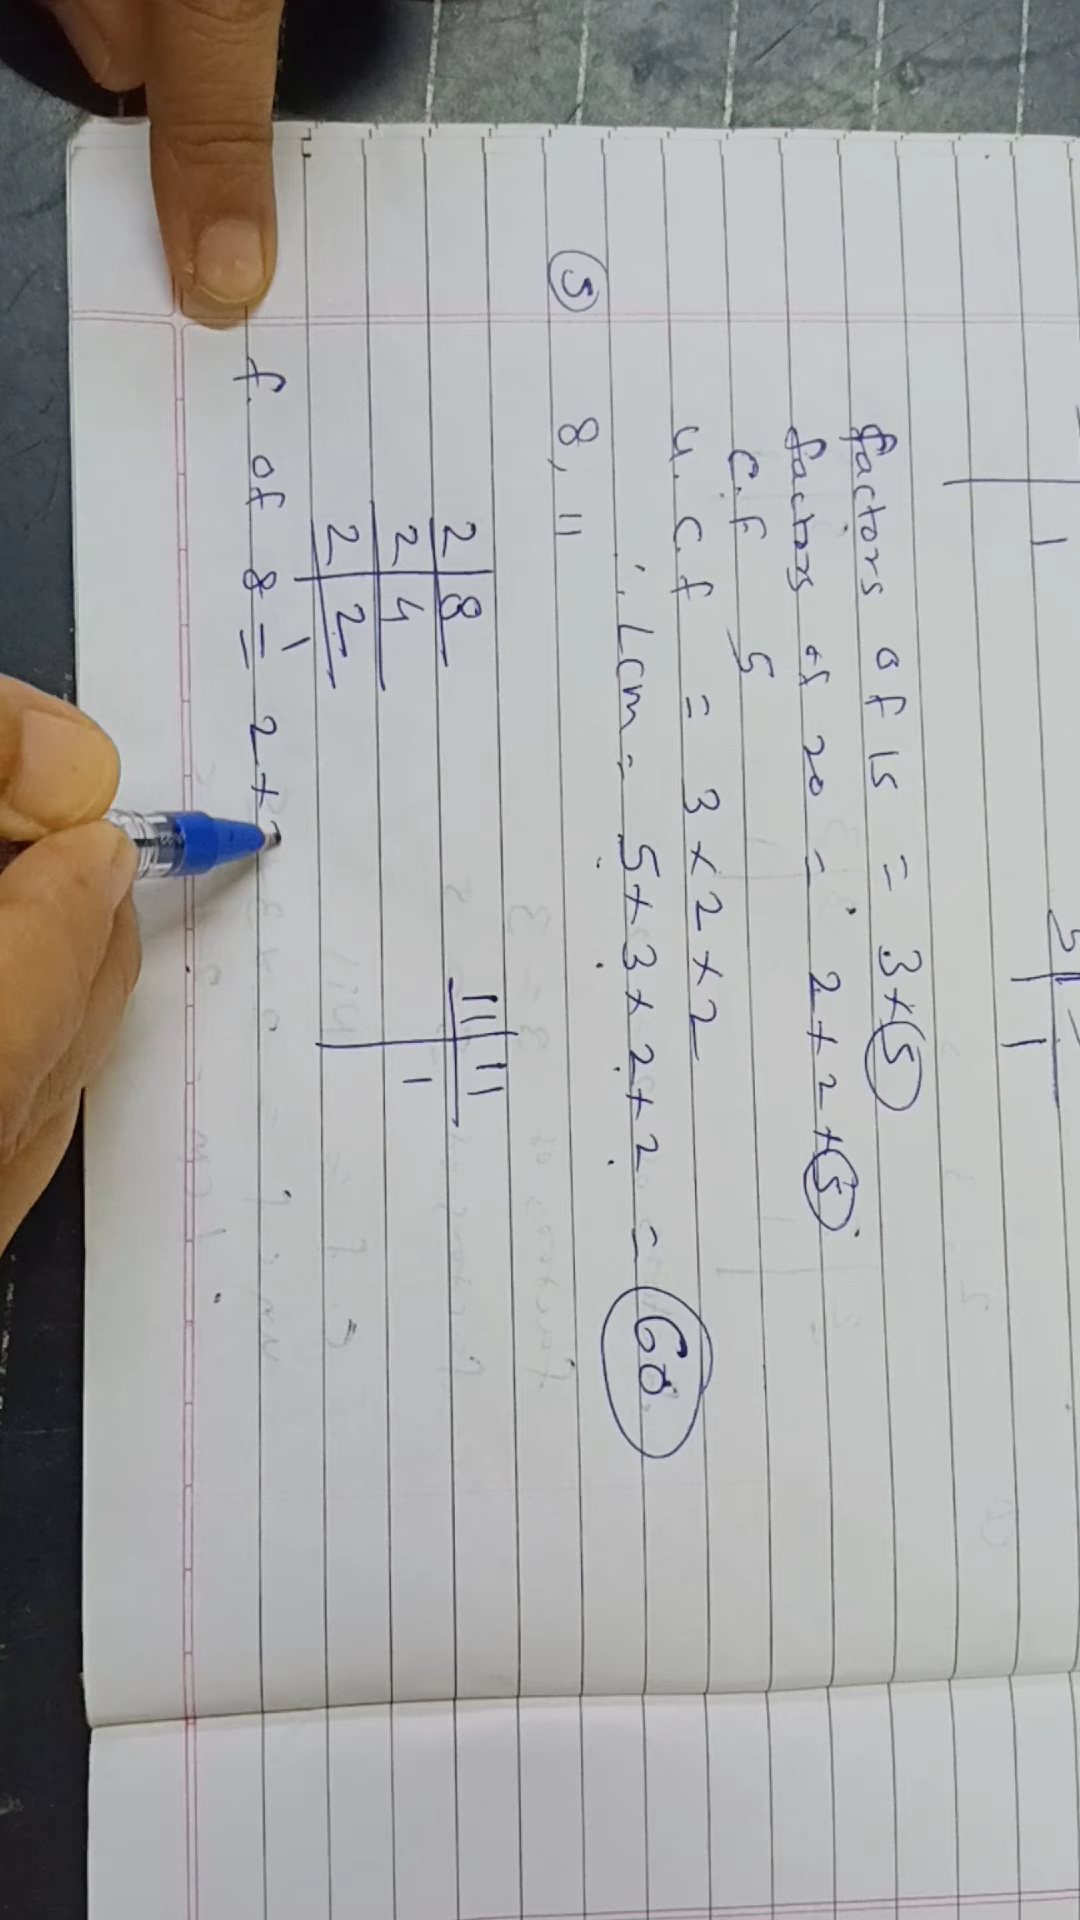 factors of 15 = 3 × 5
factors of 20 = 2 × 2 × 5
C.F 5
U.C f = 3 × 2 × 2
∴ Lcm = 5 × 3 × 2 × 2 = 60
5 8, 11
2 8 11 11
2 4 1
2 2
1
f. of 8 = 2 ×